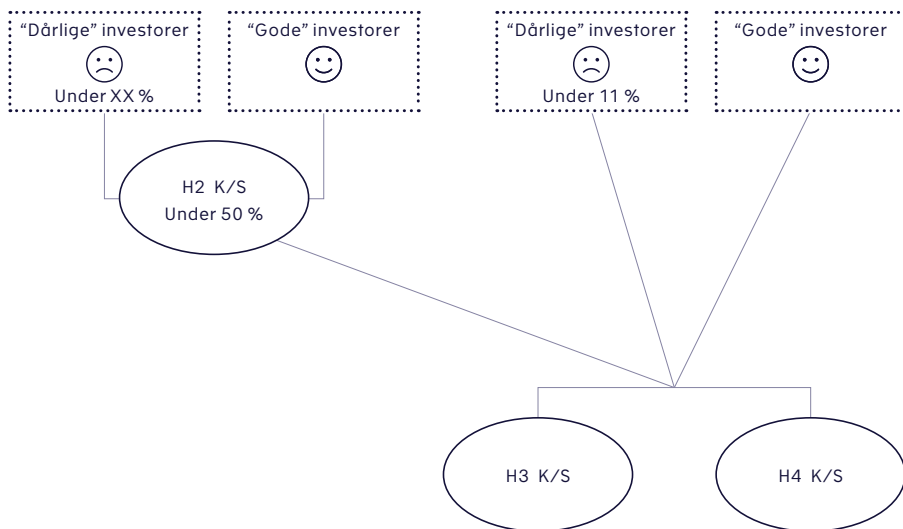 “Dårlige” investorer
Under XX %
“Gode” investorer
“Dårlige” investorer
Under 11 %
“Gode” investorer
H2 K/S
Under 50 %
H3 K/S
H4 K/S